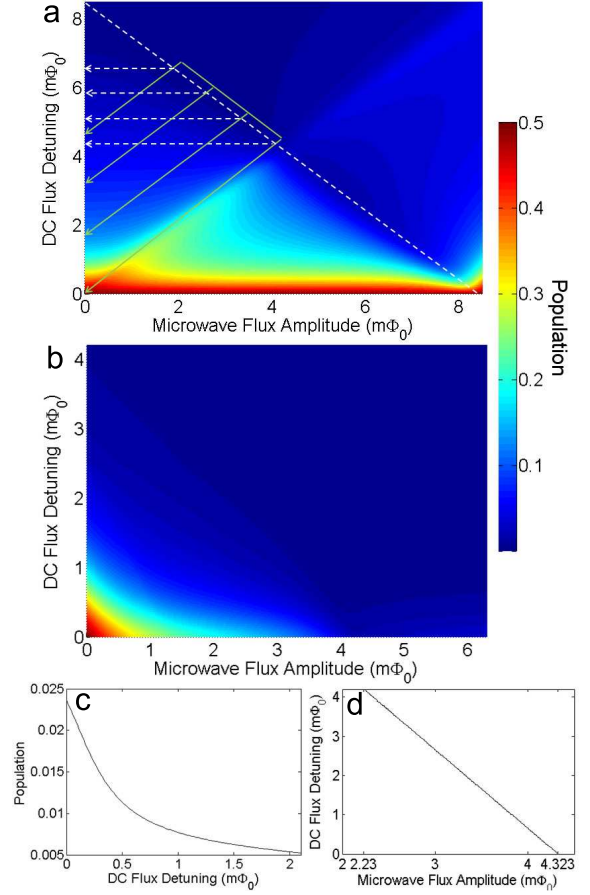 a
8
6
4
2
0
DC Flux Detuning (mΦ0)
0 2 4 6 8
Microwave Flux Amplitude (mΦ0)
0.5
0.4
0.3
0.2
0.1
Population
b
4
3
2
1
0
DC Flux Detuning (mΦ0)
0 1 2 3 4 5 6
Microwave Flux Amplitude (mΦ0)
c
0.025
0.02
0.015
0.01
0.005
Population
0 0.5 1 1.5 2
DC Flux Detuning (mΦ0)
d
4
3
2
1
0
DC Flux Detuning (mΦ0)
2 2.23 3 4 4.323
Microwave Flux Amplitude (mΦ0)